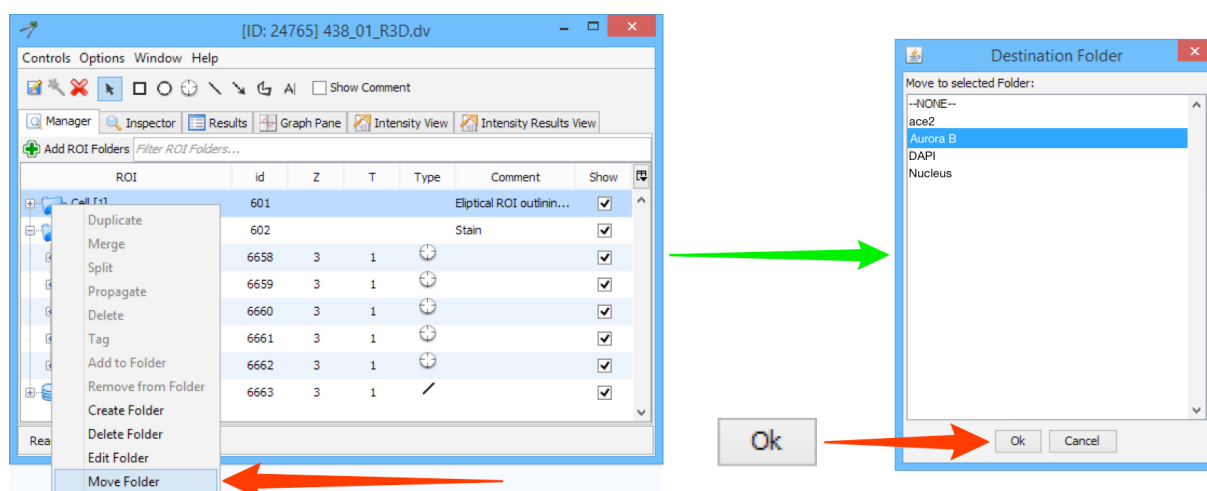 [ID: 24765] 438_01_R3D.dv
Controls Options Window Help
A| Show Comment
Manager Inspector Results Graph Pane Intensity View Intensity Results View
Add ROI Folders Filter ROI Folders...
ROI id Z T Type Comment Show
Cell [1] 601 Eliptical ROI outlinin...
602 Stain
6658 3 1
6659 3 1
6660 3 1
6661 3 1
6662 3 1
6663 3 1
Rea
Duplicate
Merge
Split
Propagate
Delete
Tag
Add to Folder
Remove from Folder
Create Folder
Delete Folder
Edit Folder
Move Folder
Ok
Destination Folder
Move to selected Folder:
--NONE--
ace2
Aurora B
DAPI
Nucleus
Ok Cancel